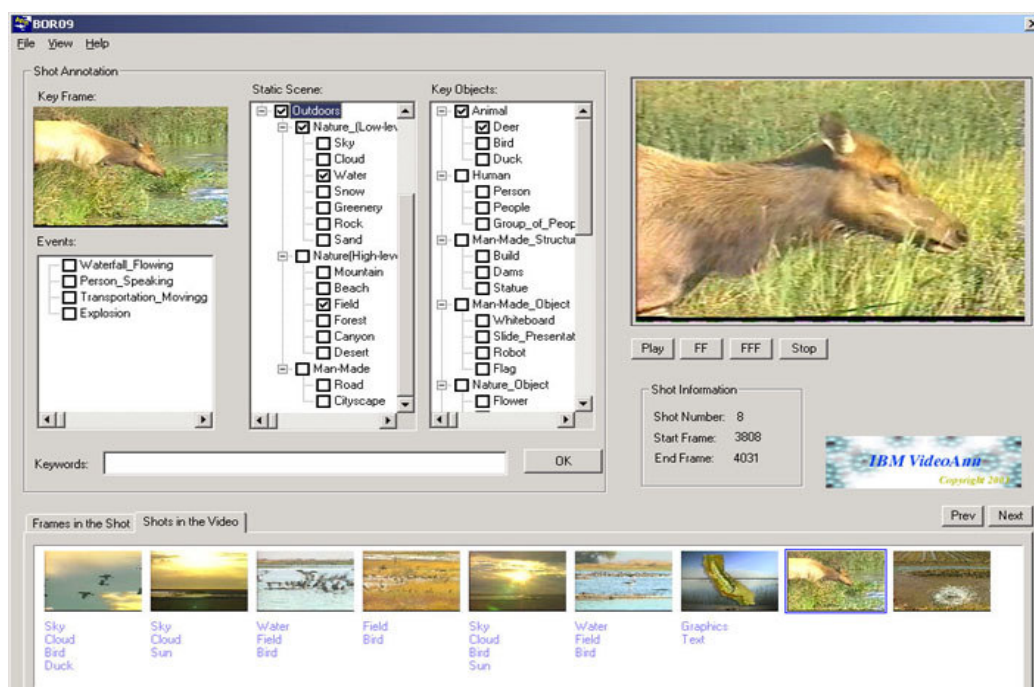 BOR09
File View Help
Shot Annotation
Key Frame:
Static Scene:
Key Objects:
Outdoors
Nature_(Low-lev
Sky
Cloud
Water
Snow
Greenery
Rock
Sand
Nature(High-leve
Mountain
Beach
Field
Forest
Canyon
Desert
Man-Made
Road
Cityscape
Animal
Deer
Bird
Duck
Human
Person
People
Group_of_Peop
Man-Made_Structu
Build
Dams
Statue
Man-Made_Object
Whiteboard
Slide_Presentat
Robot
Flag
Nature_Object
Flower
Events:
Waterfall_Flowing
Person_Speaking
Transportation_Movingg
Explosion
Keywords:
OK
Play FF FFF Stop
Shot Information
Shot Number: 8
Start Frame: 3808
End Frame: 4031
IBM VideoAnn
Copyright
Prev Next
Frames in the Shot Shots in the Video
Sky
Cloud
Bird
Duck
Sky
Cloud
Sun
Water
Field
Bird
Field
Bird
Sky
Cloud
Bird
Sun
Water
Field
Bird
Graphics
Text